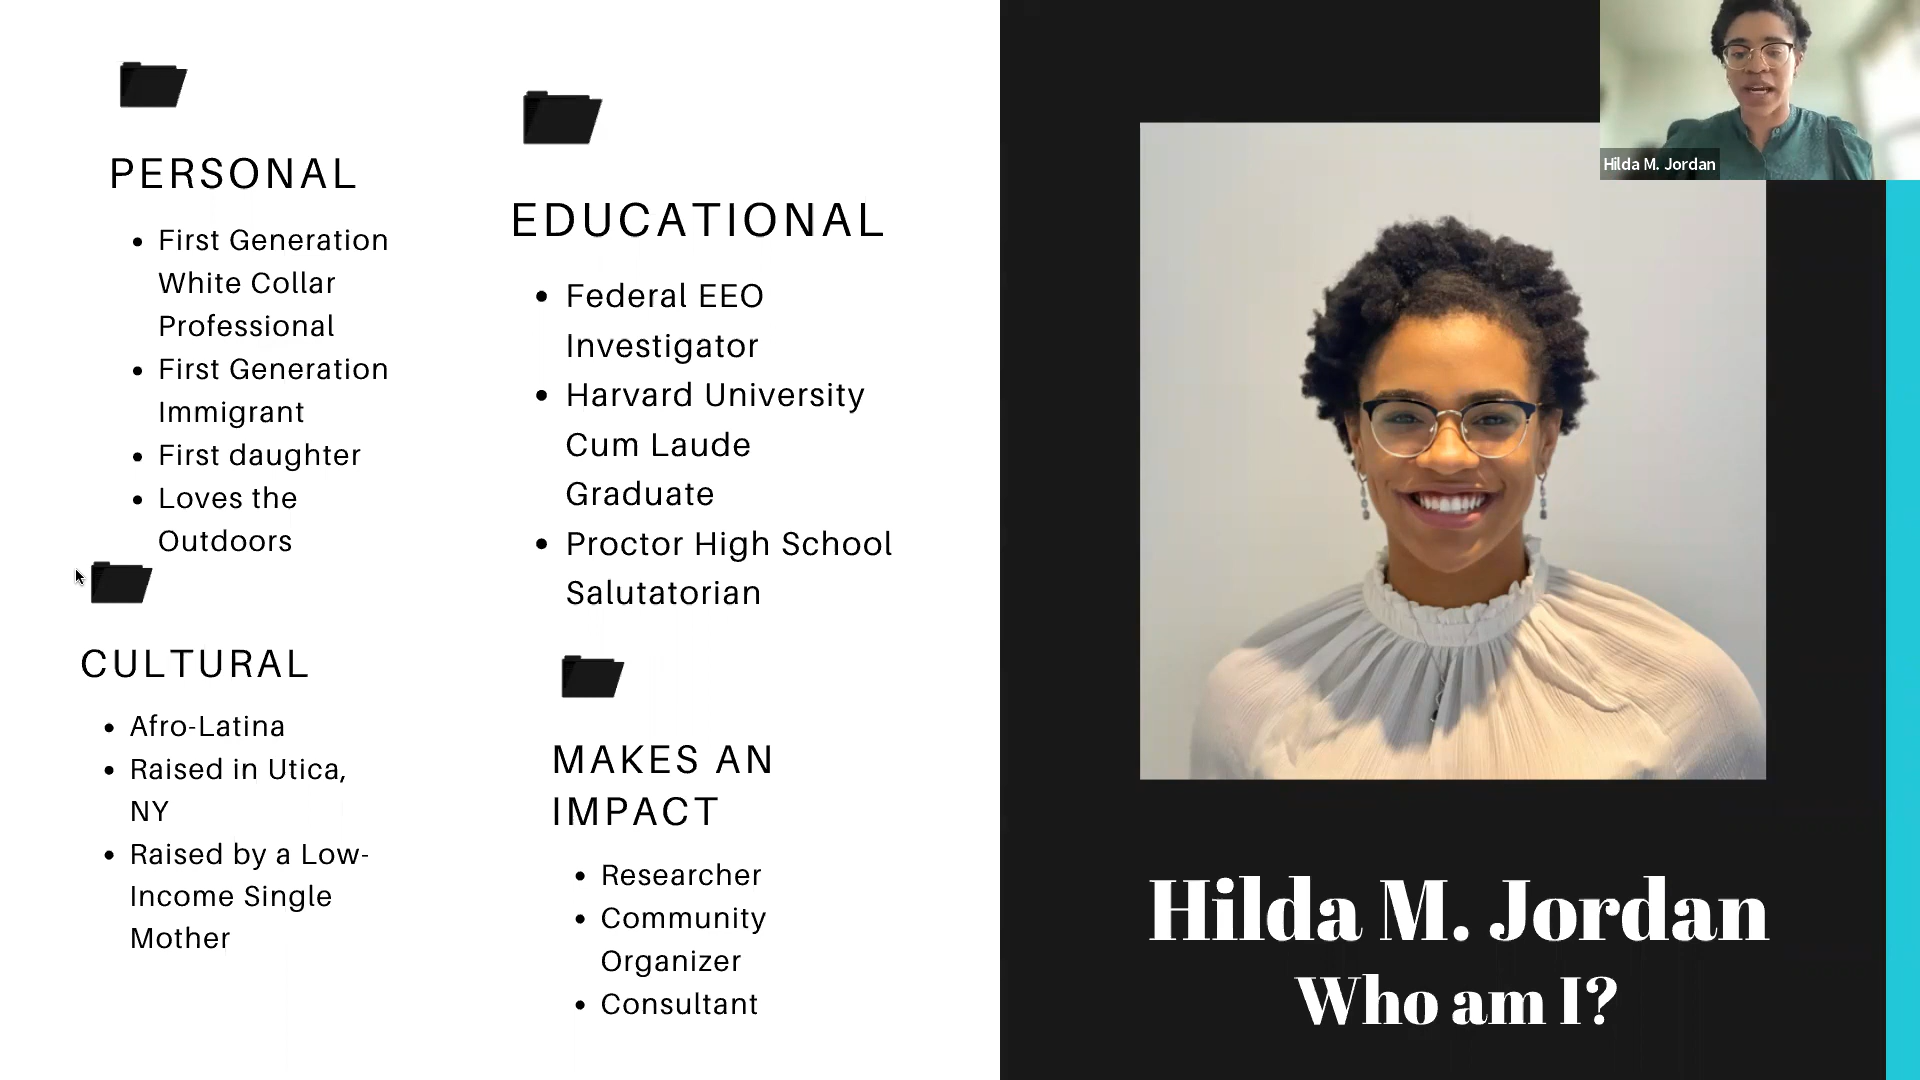 PERSONAL
First Generation
White Collar
Professional
First Generation
Immigrant
First daughter
Loves the
Outdoors
CULTURAL
Afro-Latina
Raised in Utica,
NY
Raised by a Low-
Income Single
Mother
EDUCATIONAL
Federal EEO
Investigator
Harvard University
Cum Laude
Graduate
Proctor High School
Salutatorian
MAKES AN
IMPACT
Researcher
Community
Organizer
Consultant
Hilda M. Jordan
Hilda M. Jordan
Who am I?